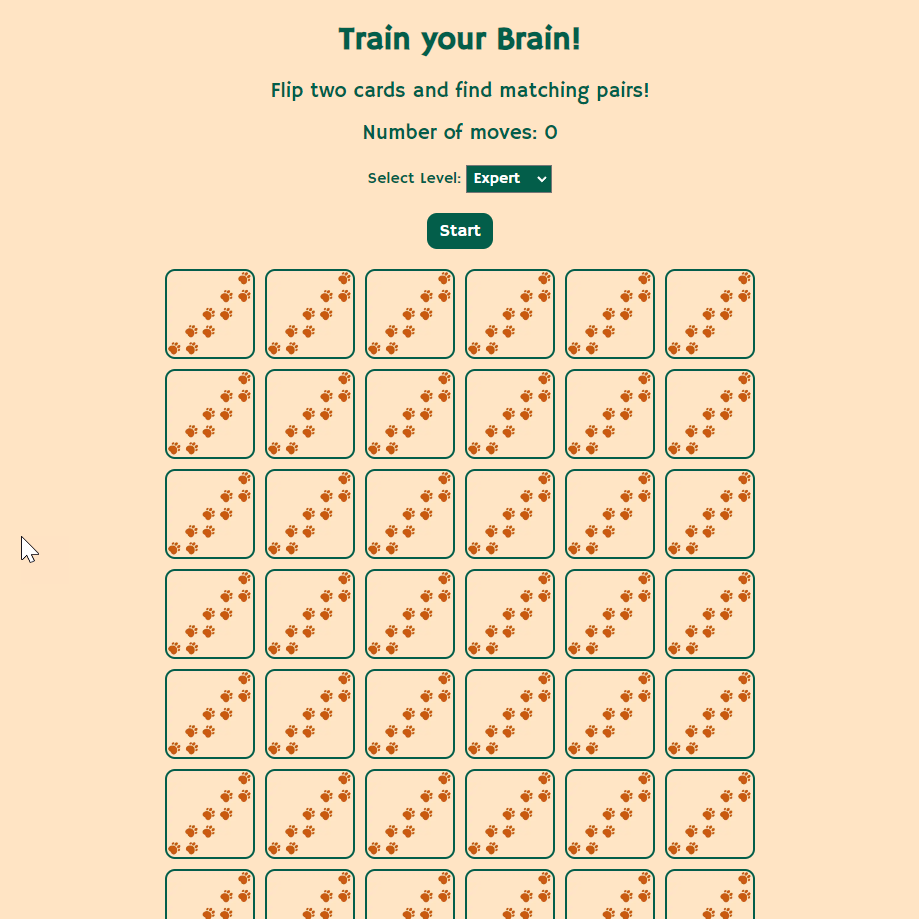 Train your Brain!
Flip two cards and find matching pairs!
Number of moves: 0
Select Level: Expert
Start